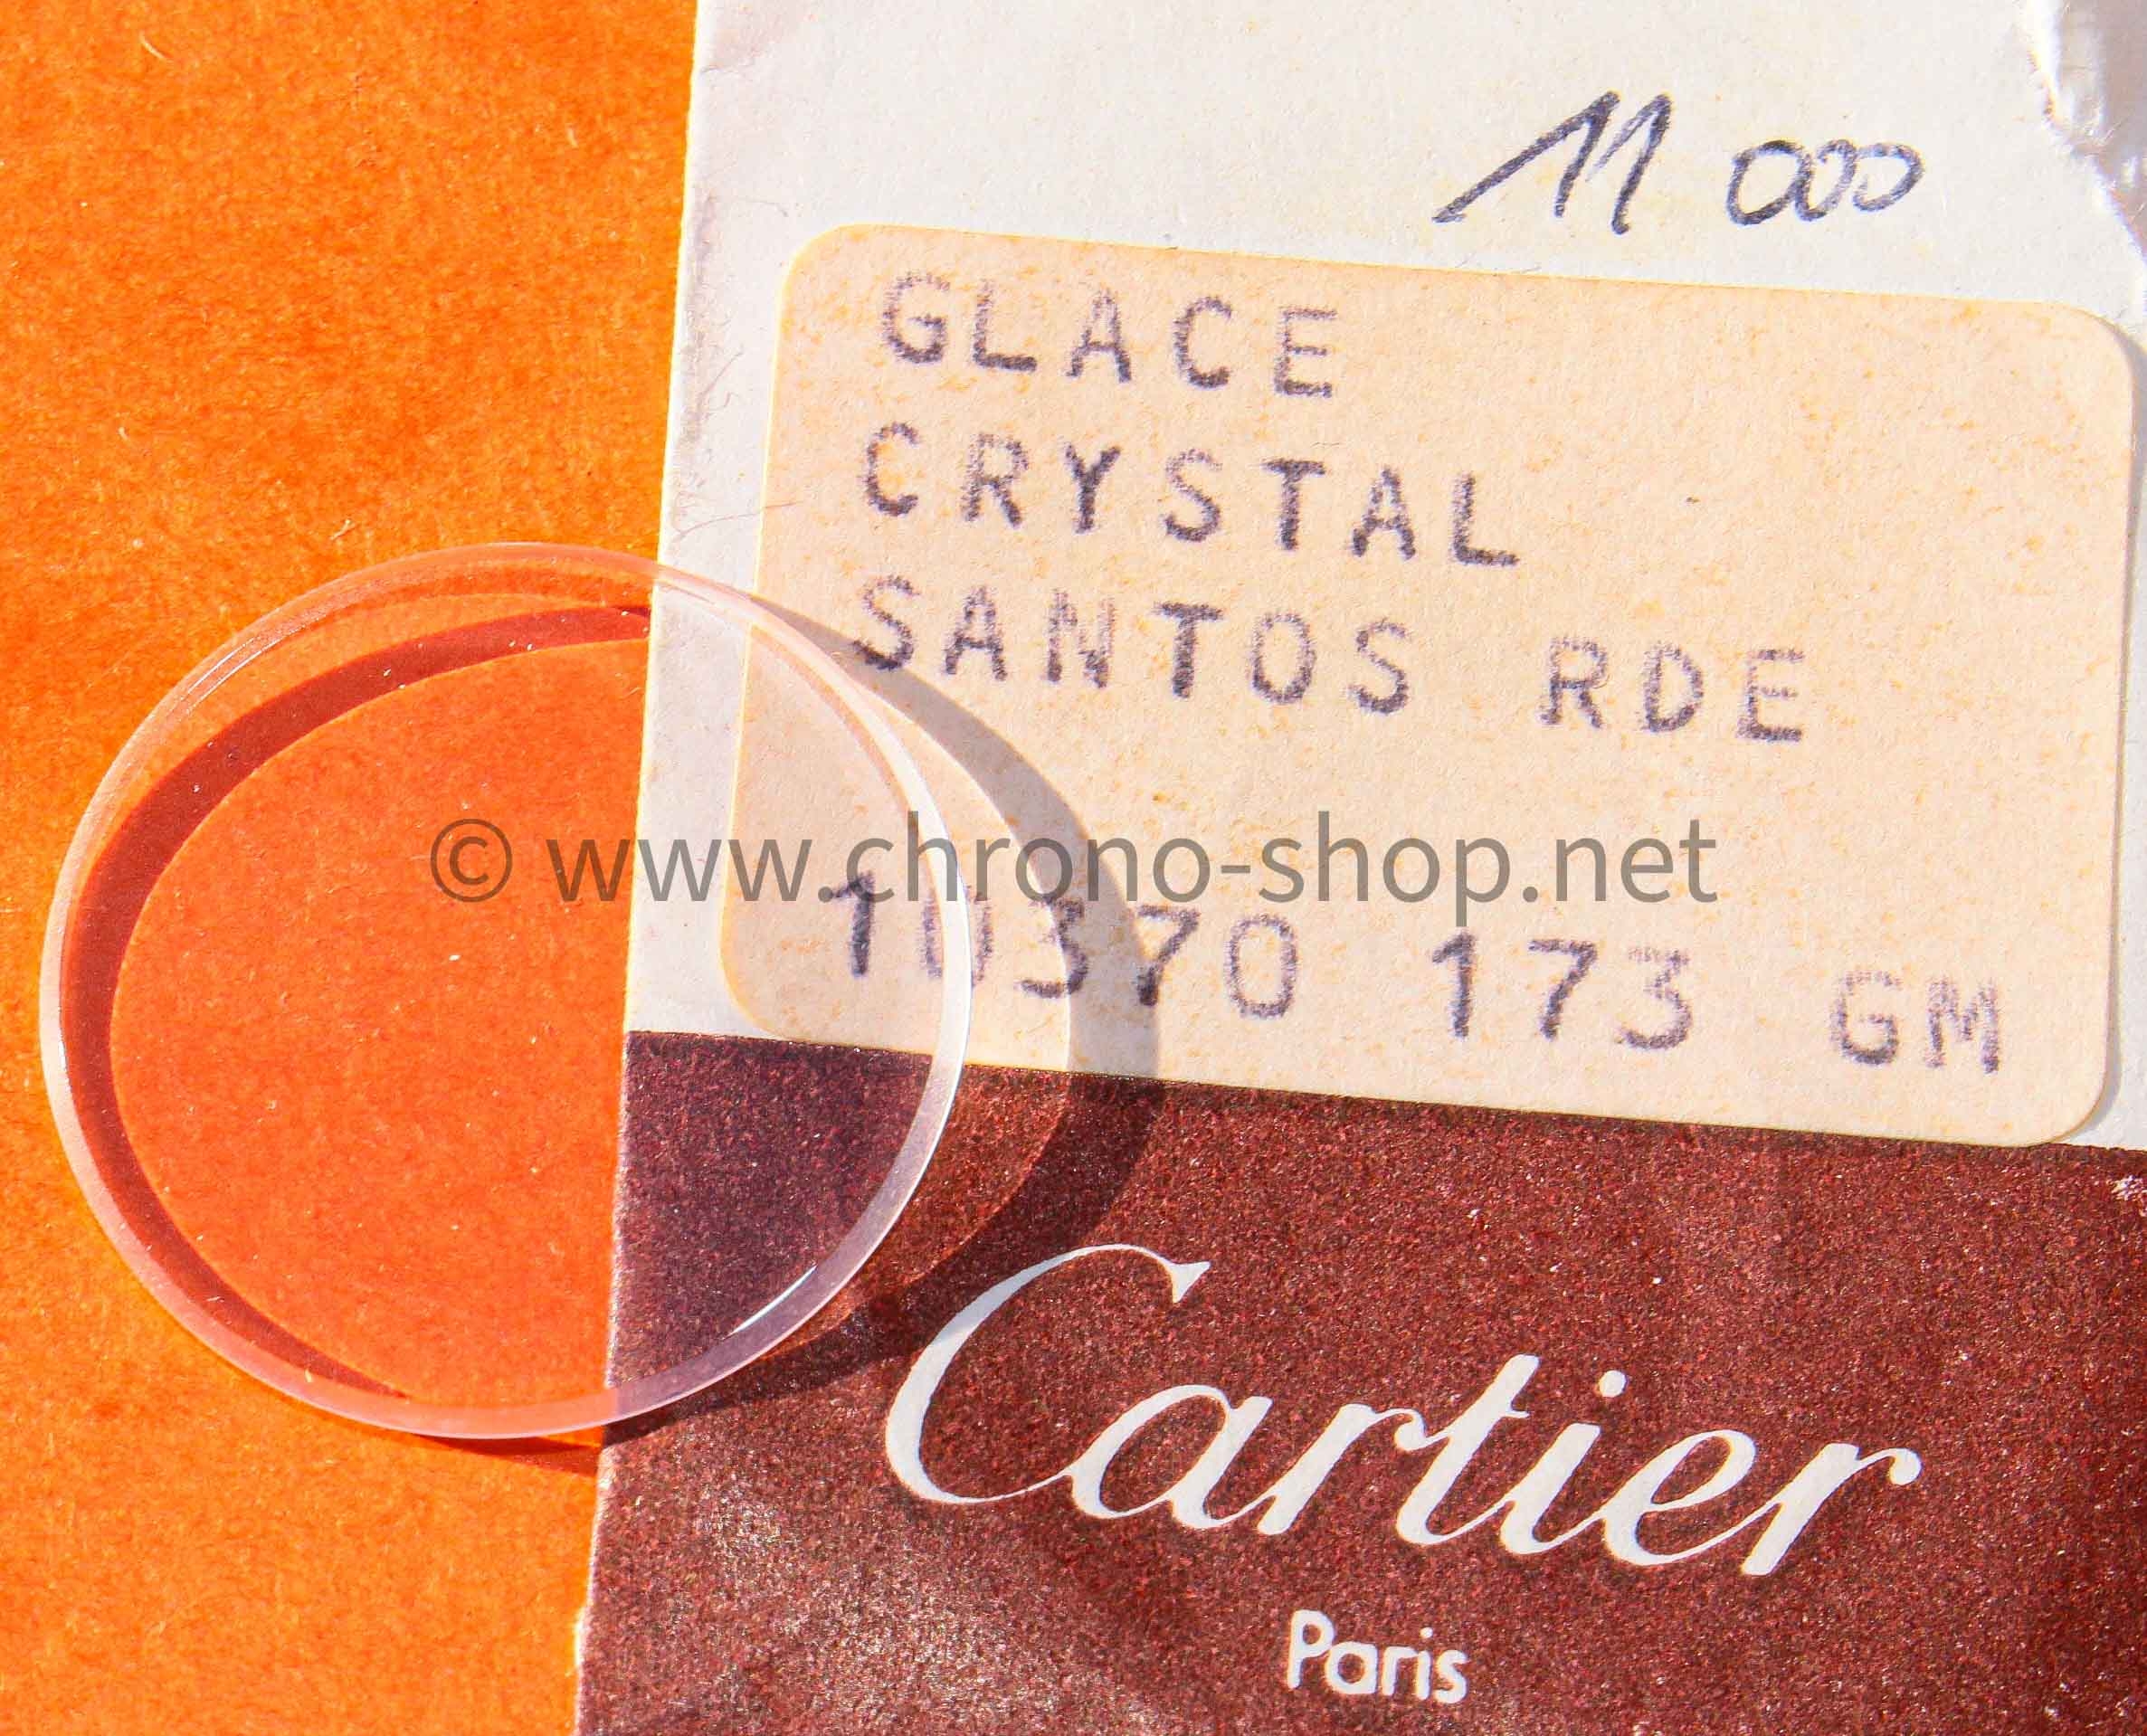 11 000
GLACE
CRYSTAL
SANTOS RDE
© www.chrono-shop.net
10370 173 GM
Cartier
Paris